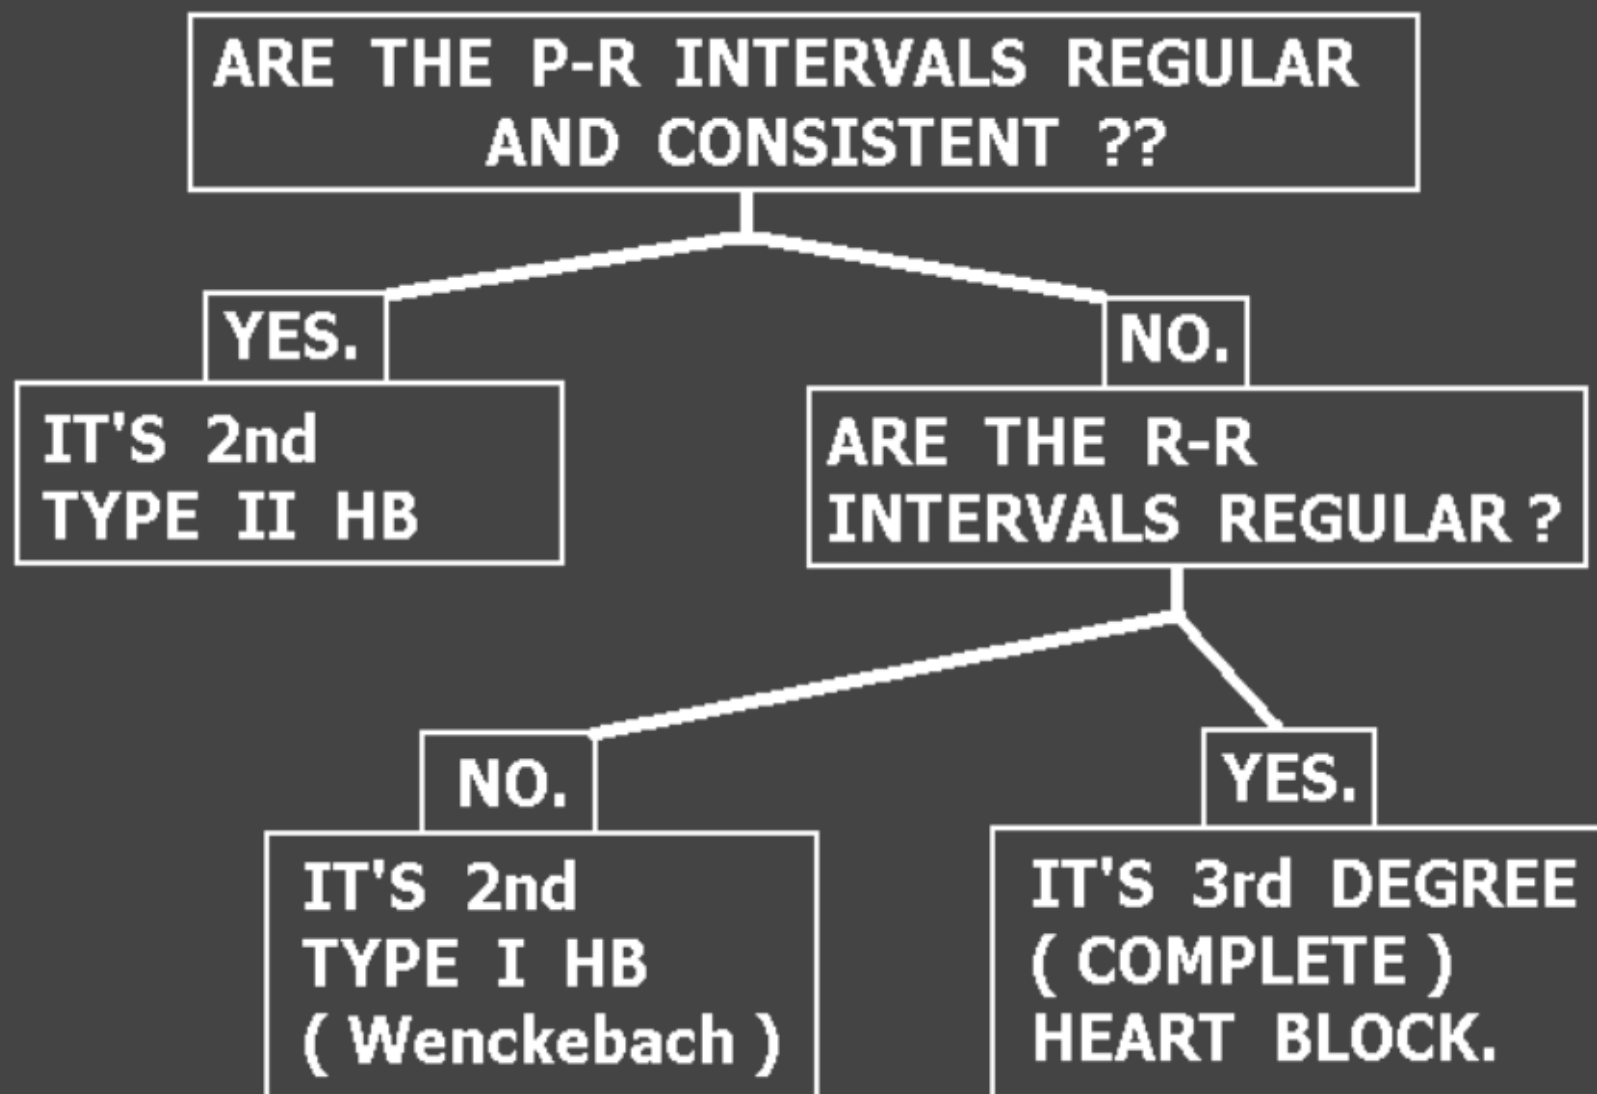 ARE THE P-R INTERVALS REGULAR
AND CONSISTENT ??
YES.
NO.
IT'S 2nd
TYPE II HB
ARE THE R-R
INTERVALS REGULAR ?
NO.
YES.
IT'S 2nd
TYPE I HB
( Wenckebach )
IT'S 3rd DEGREE
( COMPLETE )
HEART BLOCK.